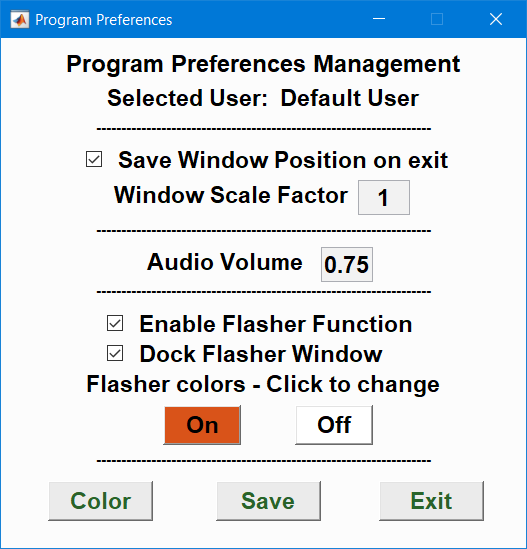 Program Preferences
Program Preferences Management
Selected User: Default User
--------------------------------------------------------------------
Save Window Position on exit
Window Scale Factor 1
--------------------------------------------------------------------
Audio Volume 0.75
--------------------------------------------------------------------
Enable Flasher Function
Dock Flasher Window
Flasher colors - Click to change
On Off
--------------------------------------------------------------------
Color Save Exit